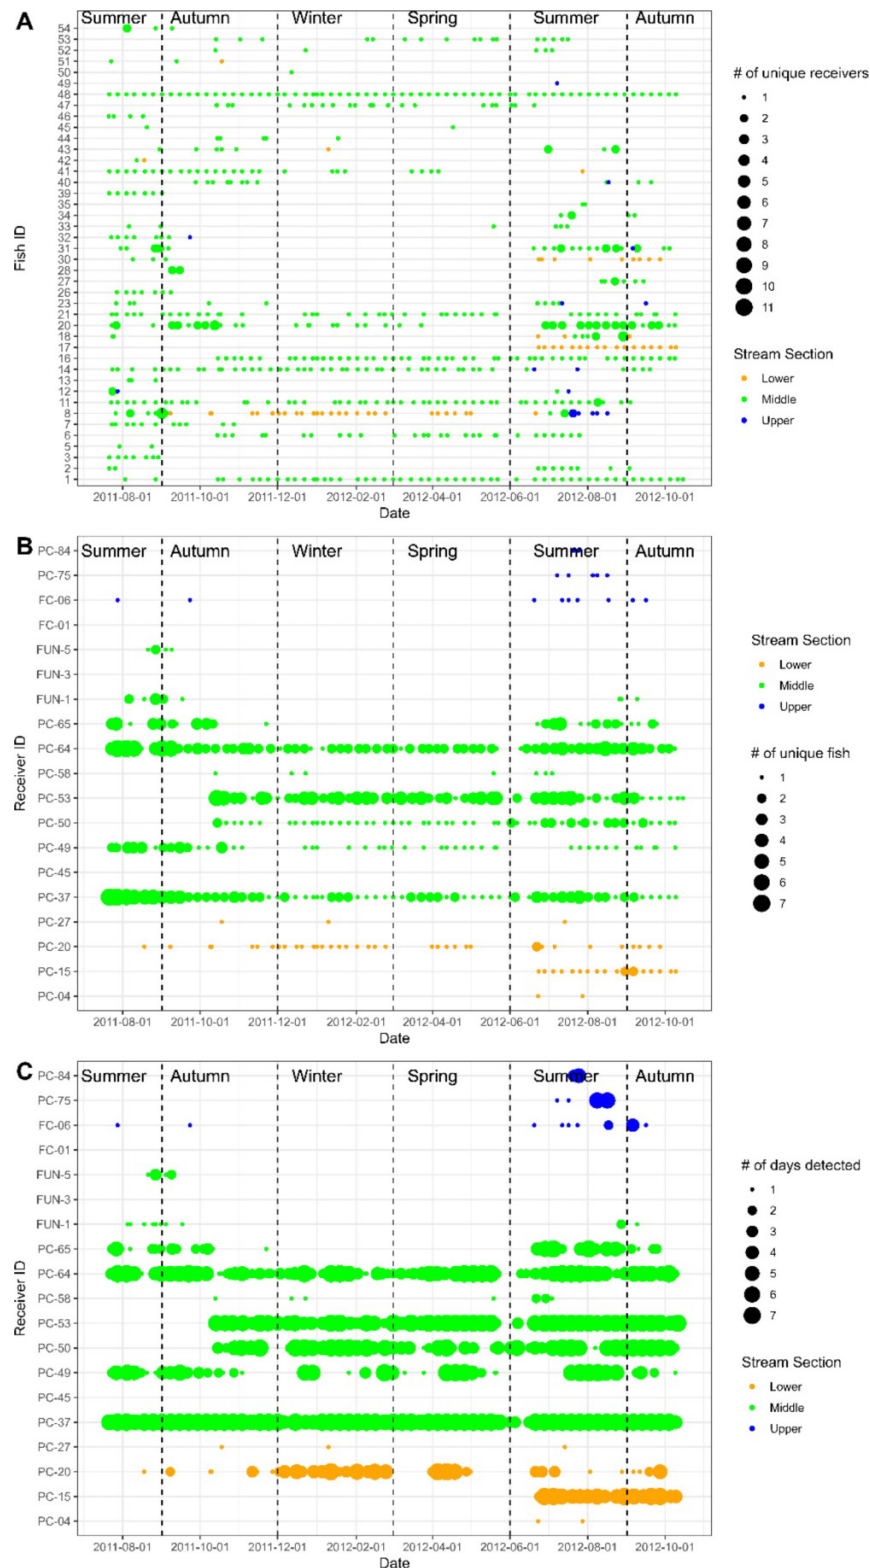 A
Summer Autumn Winter Spring Summer Autumn
54
53
52
51
50
49
48
47
46
45
44
43
42
41
40
39
35
34
33
32
31
30
28
27
26
23
21
20
18
17
16
14
13
12
11
8
7
6
5
3
2
1
Fish ID
2011-08-01 2011-10-01 2011-12-01 2012-02-01 2012-04-01 2012-06-01 2012-08-01 2012-10-01
Date
# of unique receivers
1
2
3
4
5
6
7
8
9
10
11
Stream Section
Lower
Middle
Upper
B
Summer Autumn Winter Spring Summer Autumn
PC-84
PC-75
FC-06
FC-01
FUN-5
FUN-3
FUN-1
PC-65
PC-64
PC-58
PC-53
PC-50
PC-49
PC-45
PC-37
PC-27
PC-20
PC-15
PC-04
Receiver ID
2011-08-01 2011-10-01 2011-12-01 2012-02-01 2012-04-01 2012-06-01 2012-08-01 2012-10-01
Date
Stream Section
Lower
Middle
Upper
# of unique fish
1
2
3
4
5
6
7
C
Summer Autumn Winter Spring Summer Autumn
PC-84
PC-75
FC-06
FC-01
FUN-5
FUN-3
FUN-1
PC-65
PC-64
PC-58
PC-53
PC-50
PC-49
PC-45
PC-37
PC-27
PC-20
PC-15
PC-04
Receiver ID
2011-08-01 2011-10-01 2011-12-01 2012-02-01 2012-04-01 2012-06-01 2012-08-01 2012-10-01
Date
# of days detected
1
2
3
4
5
6
7
Stream Section
Lower
Middle
Upper